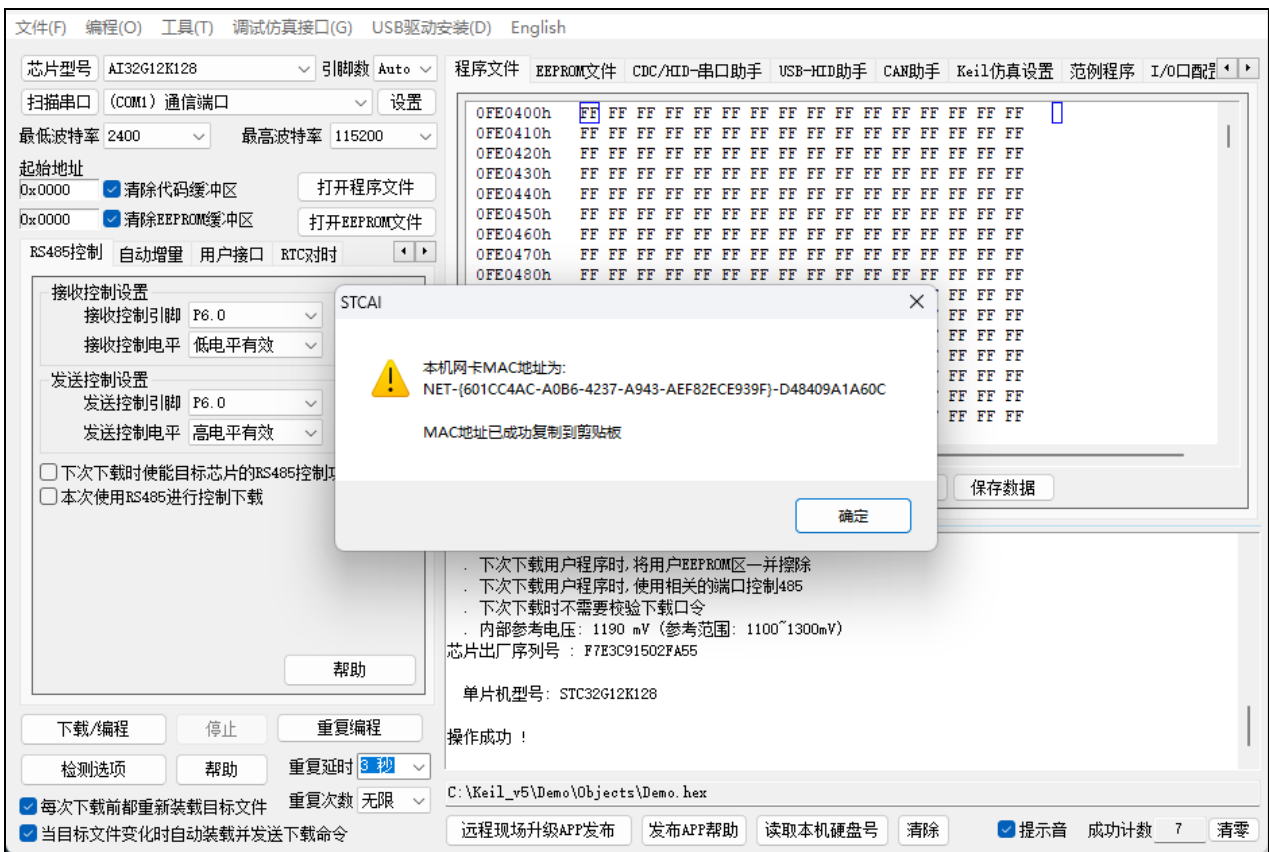 文件(F) 编程(O) 工具(T) 调试仿真接口(G) USB驱动安装(D) English
芯片型号 AI32G12K128 引脚数 Auto
扫描串口 (COM1) 通信端口 设置
最低波特率 2400 最高波特率 115200
起始地址
0x0000 清除代码缓冲区 打开程序文件
0x0000 清除EEPROM缓冲区 打开EEPROM文件
RS485控制 自动增量 用户接口 RTC对时
接收控制设置
接收控制引脚 P6.0
接收控制电平 低电平有效
发送控制设置
发送控制引脚 P6.0
发送控制电平 高电平有效
下次下载时使能目标芯片的RS485控制
本次使用RS485进行控制下载
帮助
下载/编程 停止 重复编程
检测选项 帮助 重复延时 3 秒
每次下载前都重新装载目标文件 重复次数 无限
当目标文件变化时自动装载并发送下载命令
程序文件 EEPROM文件 CDC/HID-串口助手 USB-HID助手 CAN助手 Keil仿真设置 范例程序 I/O口配
0FE0400h FF FF FF FF FF FF FF FF FF FF FF FF FF FF FF FF
0FE0410h FF FF FF FF FF FF FF FF FF FF FF FF FF FF FF FF
0FE0420h FF FF FF FF FF FF FF FF FF FF FF FF FF FF FF FF
0FE0430h FF FF FF FF FF FF FF FF FF FF FF FF FF FF FF FF
0FE0440h FF FF FF FF FF FF FF FF FF FF FF FF FF FF FF FF
0FE0450h FF FF FF FF FF FF FF FF FF FF FF FF FF FF FF FF
0FE0460h FF FF FF FF FF FF FF FF FF FF FF FF FF FF FF FF
0FE0470h FF FF FF FF FF FF FF FF FF FF FF FF FF FF FF FF
0FE0480h FF FF FF FF FF FF FF FF FF FF FF FF FF FF FF FF
FF FF FF
FF FF FF
FF FF FF
FF FF FF
FF FF FF
FF FF FF
FF FF FF
保存数据
STCAI
本机网卡MAC地址为:
NET-{601CC4AC-A0B6-4237-A943-AEF82ECE939F}-D48409A1A60C
MAC地址已成功复制到剪贴板
确定
. 下次下载用户程序时,将用户EEPROM区一并擦除
. 下次下载用户程序时,使用相关的端口控制485
. 下次下载时不需要校验下载口令
. 内部参考电压: 1190 mV (参考范围: 1100~1300mV)
芯片出厂序列号 : F7E3C91502FA55
单片机型号: STC32G12K128
操作成功 !
C:\Keil_v5\Demo\Objects\Demo.hex
远程现场升级APP发布 发布APP帮助 读取本机硬盘号 清除 提示音 成功计数 7 清零